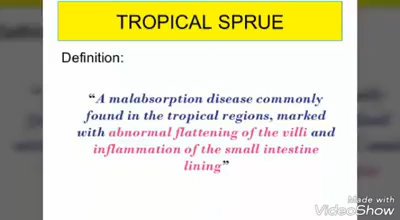 TROPICAL SPRUE
Definition:
“A malabsorption disease commonly
found in the tropical regions, marked
with abnormal flattening of the villi and
inflammation of the small intestine
lining”
Made with
VideoShow